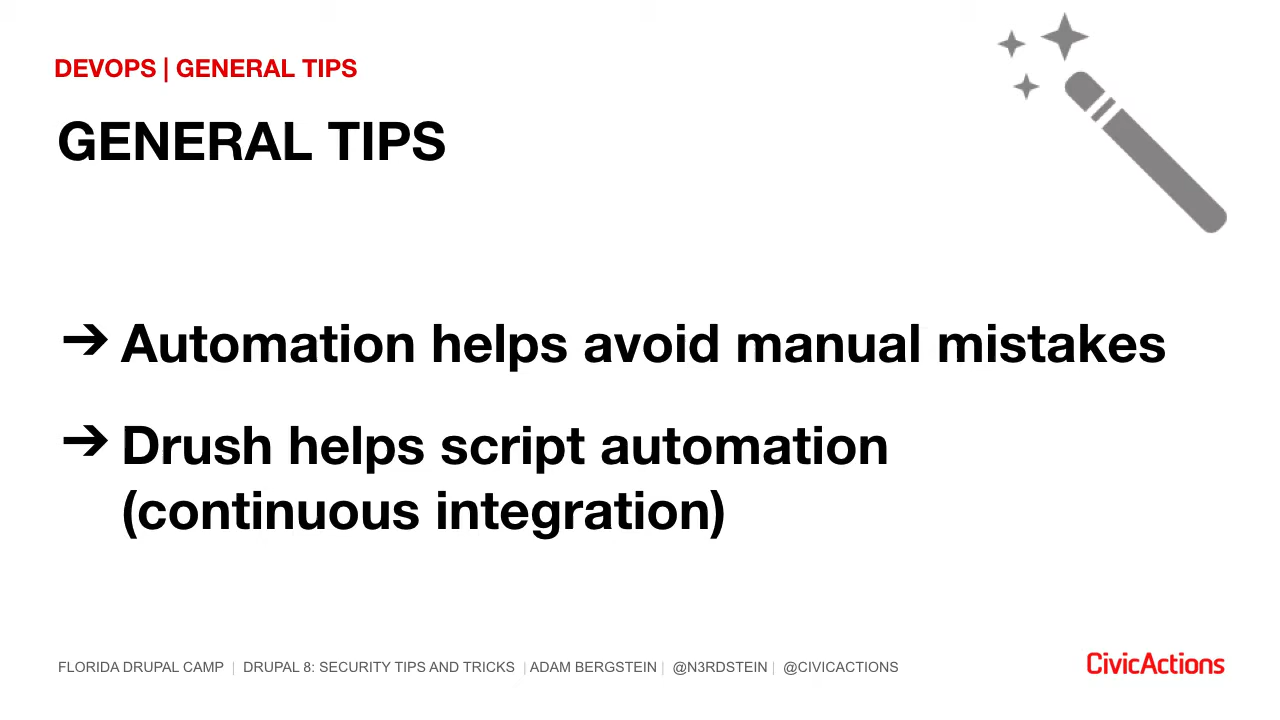 DEVOPS | GENERAL TIPS
GENERAL TIPS
➔ Automation helps avoid manual mistakes
➔ Drush helps script automation
(continuous integration)
FLORIDA DRUPAL CAMP | DRUPAL 8: SECURITY TIPS AND TRICKS | ADAM BERGSTEIN | @N3RDSTEIN | @CIVICACTIONS
CivicActions